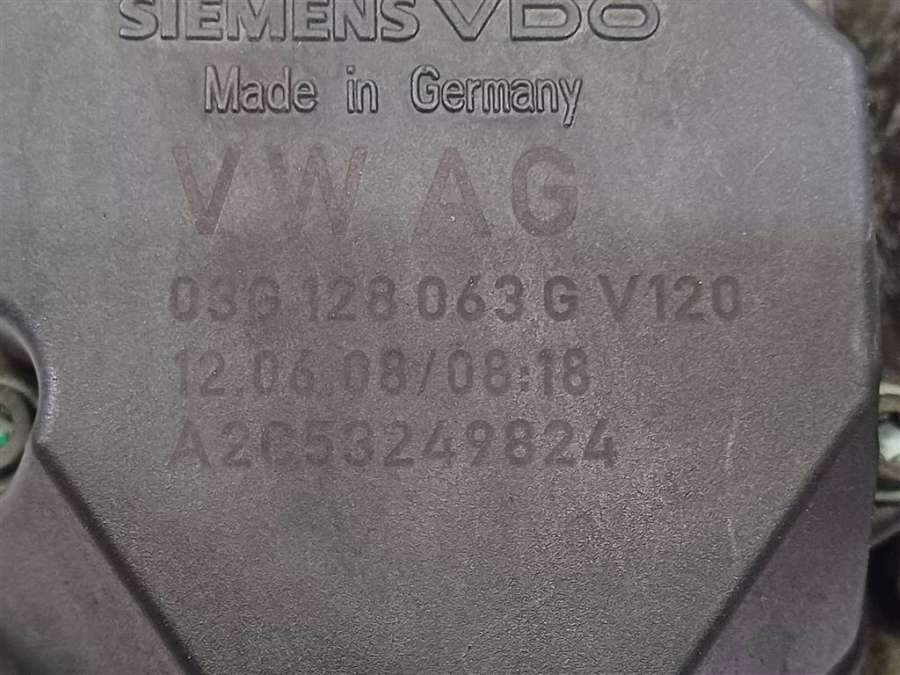 SIEMENS VDO
Made in Germany
VW AG
03G 128 063 G V120
12.06.08/08:18
A2C53249824